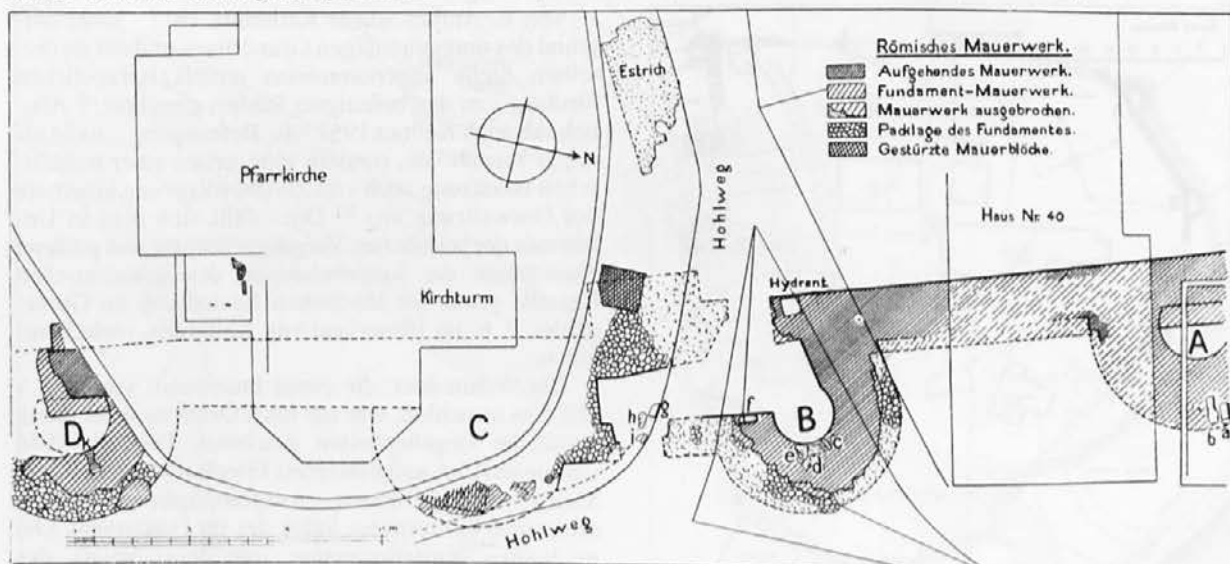 Römisches Mauerwerk.
Aufgehendes Mauerwerk.
Fundament-Mauerwerk.
Mauerwerk ausgebrochen.
Packlage des Fundamentes.
Gestürzte Mauerblöcke.
Estrich
N
Pfarrkirche
Hohlweg
Haus Nr 40
Kirchturm
Hydrent
A
B
C
D
f
h
g
i
c
e
d
b
a
Hohlweg